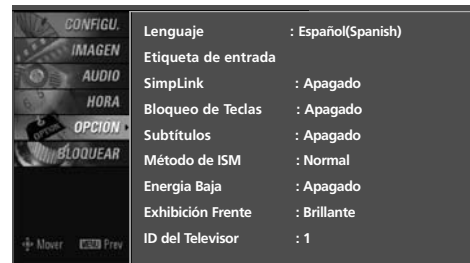 CONFIGU.
IMAGEN
AUDIO
HORA
OPCION
BLOQUEAR
Mover MENU Prev
Lenguaje : Español(Spanish)
Etiqueta de entrada
SimpLink : Apagado
Bloqueo de Teclas : Apagado
Subtítulos : Apagado
Método de ISM : Normal
Energia Baja : Apagado
Exhibición Frente : Brillante
ID del Televisor : 1